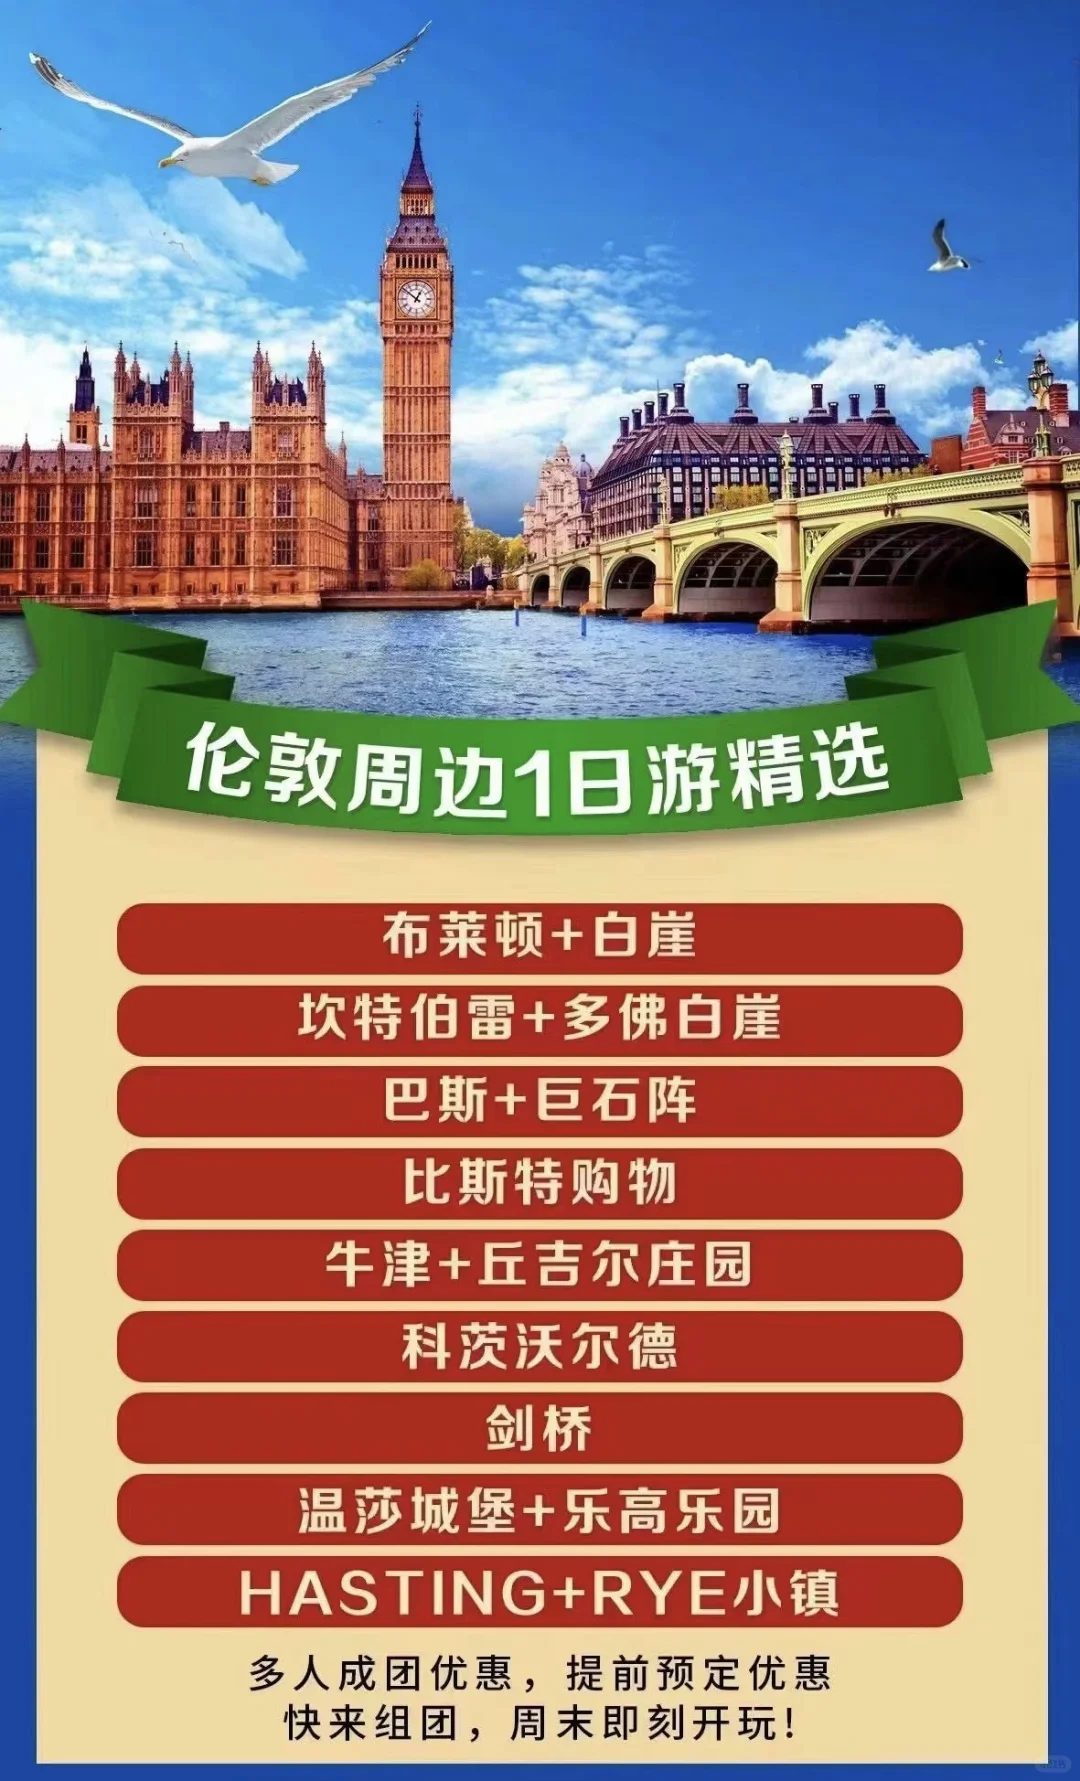 伦敦周边1日游精选
布莱顿+白崖
坎特伯雷+多佛白崖
巴斯+巨石阵
比斯特购物
牛津+丘吉尔庄园
科茨沃尔德
剑桥
温莎城堡+乐高乐园
HASTING+RYE小镇
多人成团优惠，提前预定优惠
快来组团，周末即刻开玩！